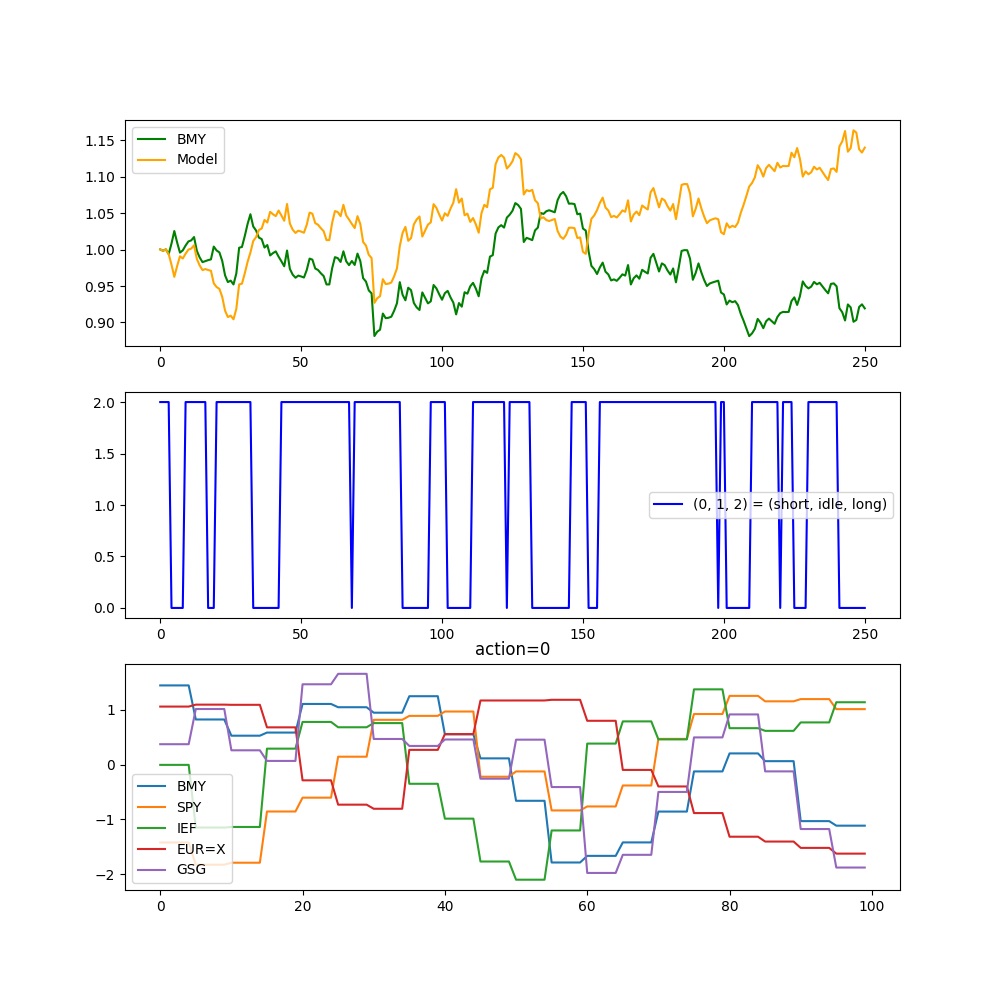 BMY
Model
1.15
1.10
1.05
1.00
0.95
0.90
0 50 100 150 200 250
2.0
1.5
1.0
0.5
0.0
(0, 1, 2) = (short, idle, long)
0 50 100 150 200 250
action=0
1
0
−1
−2
BMY
SPY
IEF
EUR=X
GSG
0 20 40 60 80 100